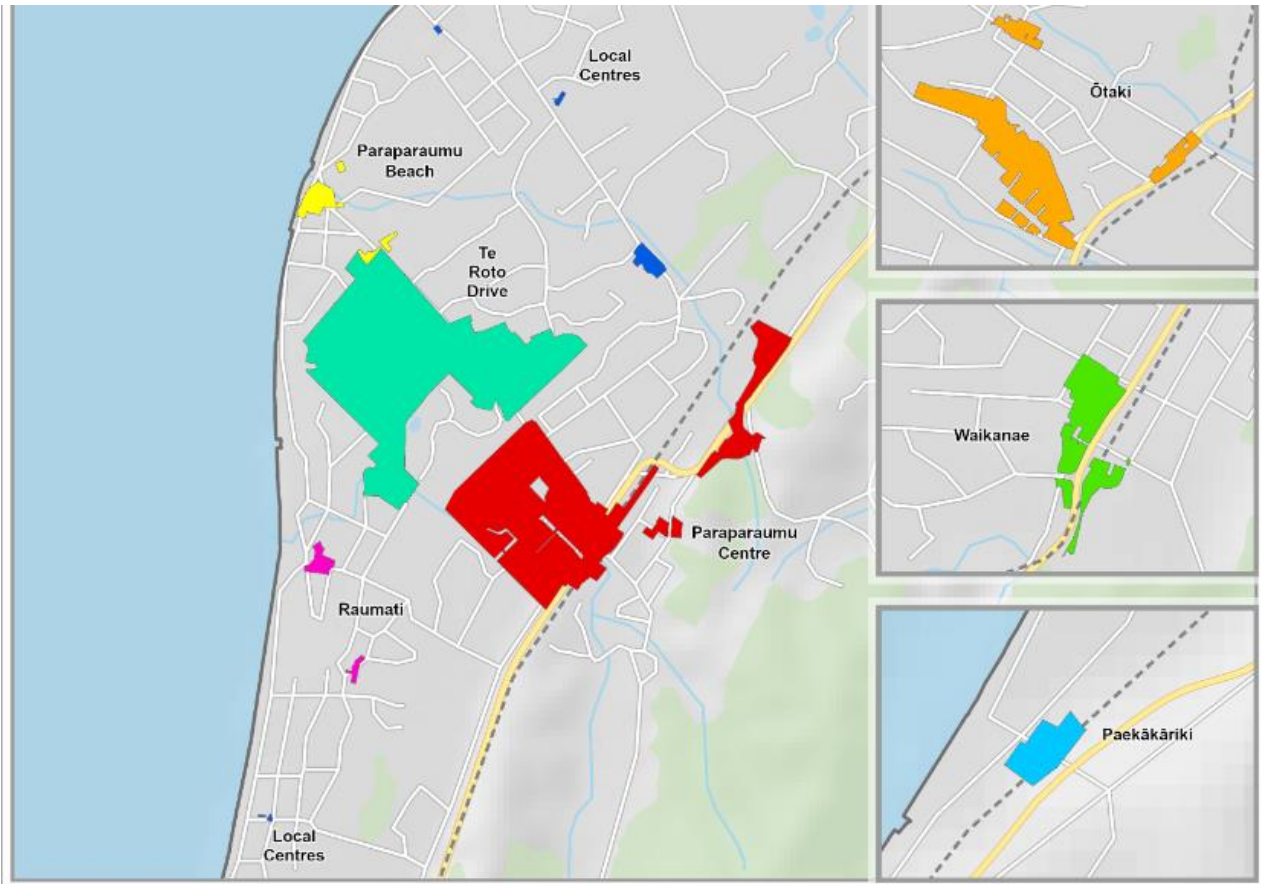 Local
Centres
Paraparaumu
Beach
Te
Roto
Drive
Paraparaumu
Centre
Raumati
Local
Centres
Ōtaki
Waikanae
Paekākāriki